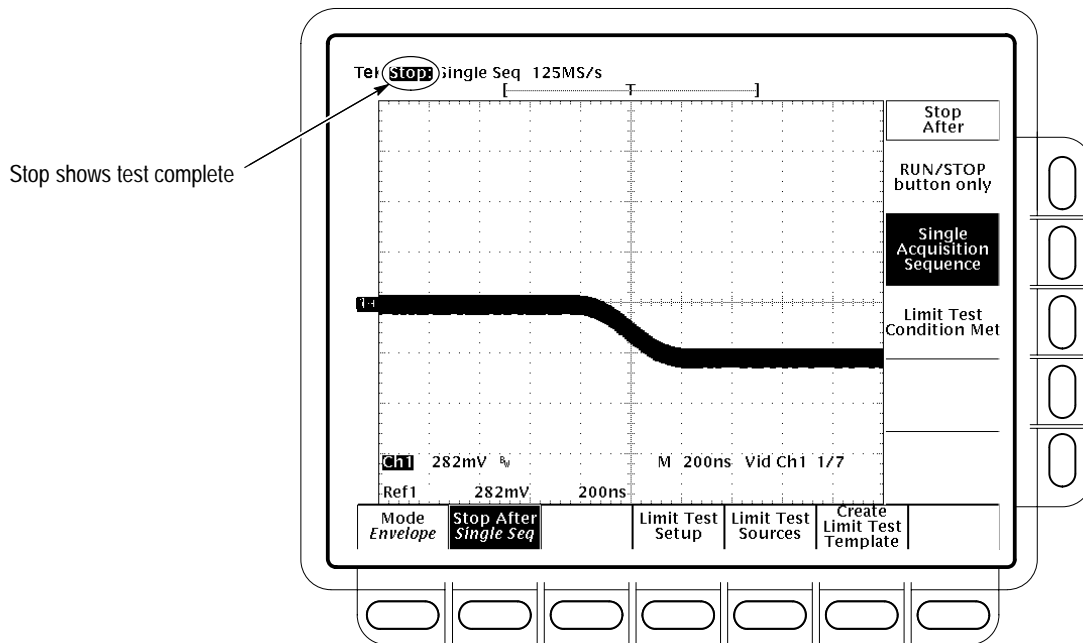 Tek Stop: Single Seq 125MS/s
[ T ]
Stop shows test complete
Stop
After
RUN/STOP
button only
Single
Acquisition
Sequence
Limit Test
Condition Met
Ch1 282mV BW M 200ns Vid Ch1 1/7
Ref1 282mV 200ns
Mode
Envelope
Stop After
Single Seq
Limit Test
Setup
Limit Test
Sources
Create
Limit Test
Template